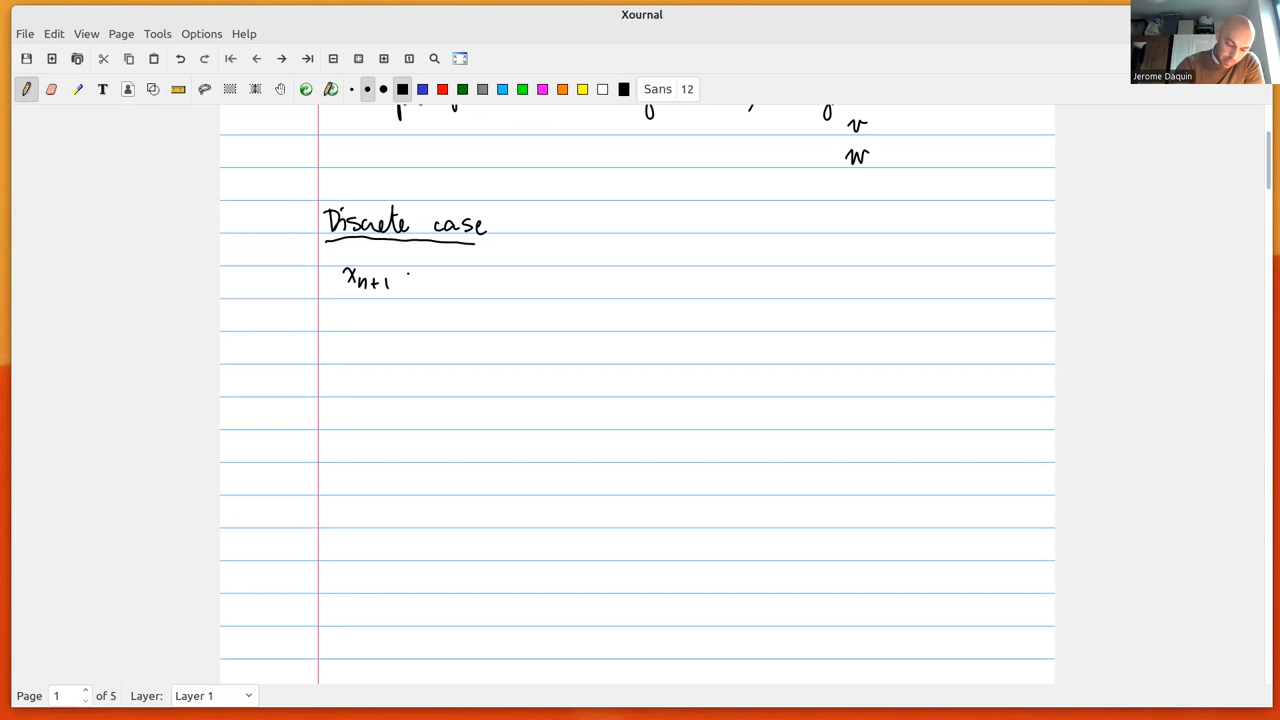 Xournal
File Edit View Page Tools Options Help
Jerome Daquin
Sans 12
v
w
Discrete case
x_{n+1}
Page 1 of 5 Layer: Layer 1